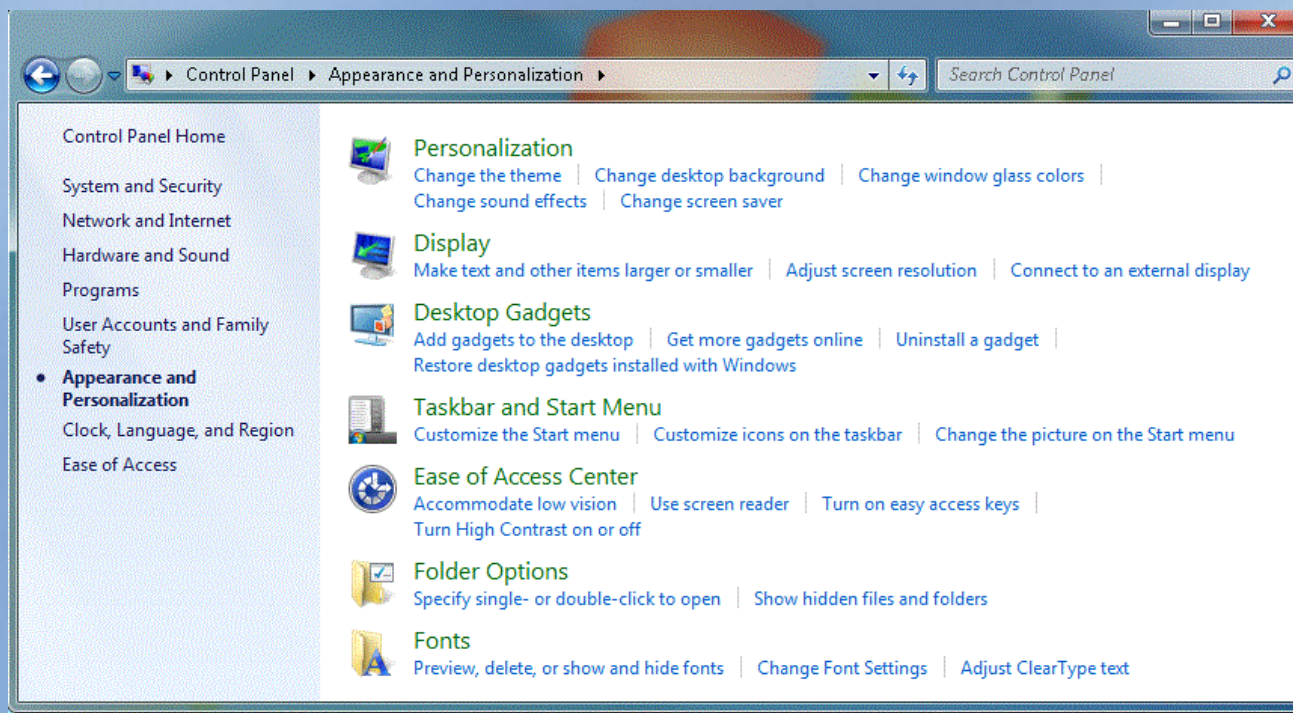 Control Panel Appearance and Personalization
Search Control Panel
Control Panel Home
System and Security
Network and Internet
Hardware and Sound
Programs
User Accounts and Family
Safety
Appearance and
Personalization
Clock, Language, and Region
Ease of Access
Personalization
Change the theme Change desktop background Change window glass colors
Change sound effects Change screen saver
Display
Make text and other items larger or smaller Adjust screen resolution Connect to an external display
Desktop Gadgets
Add gadgets to the desktop Get more gadgets online Uninstall a gadget
Restore desktop gadgets installed with Windows
Taskbar and Start Menu
Customize the Start menu Customize icons on the taskbar Change the picture on the Start menu
Ease of Access Center
Accommodate low vision Use screen reader Turn on easy access keys
Turn High Contrast on or off
Folder Options
Specify single- or double-click to open Show hidden files and folders
Fonts
Preview, delete, or show and hide fonts Change Font Settings Adjust ClearType text